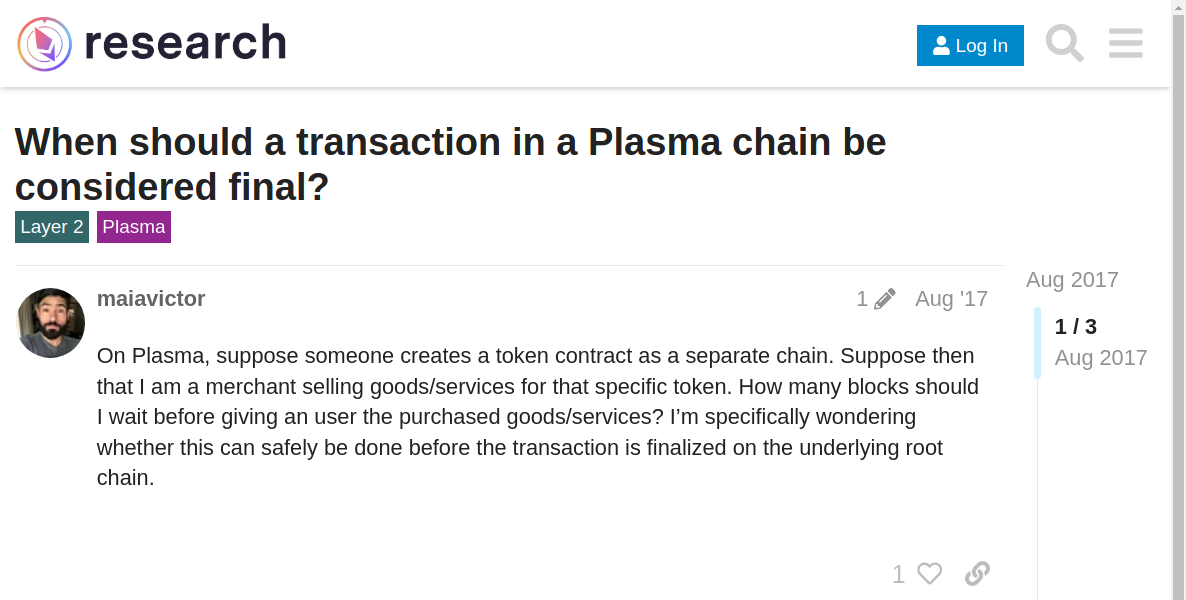 research
Log In
When should a transaction in a Plasma chain be
considered final?
Layer 2 Plasma
maiavictor
1
Aug '17
On Plasma, suppose someone creates a token contract as a separate chain. Suppose then
that I am a merchant selling goods/services for that specific token. How many blocks should
I wait before giving an user the purchased goods/services? I’m specifically wondering
whether this can safely be done before the transaction is finalized on the underlying root
chain.
1
Aug 2017
1 / 3
Aug 2017